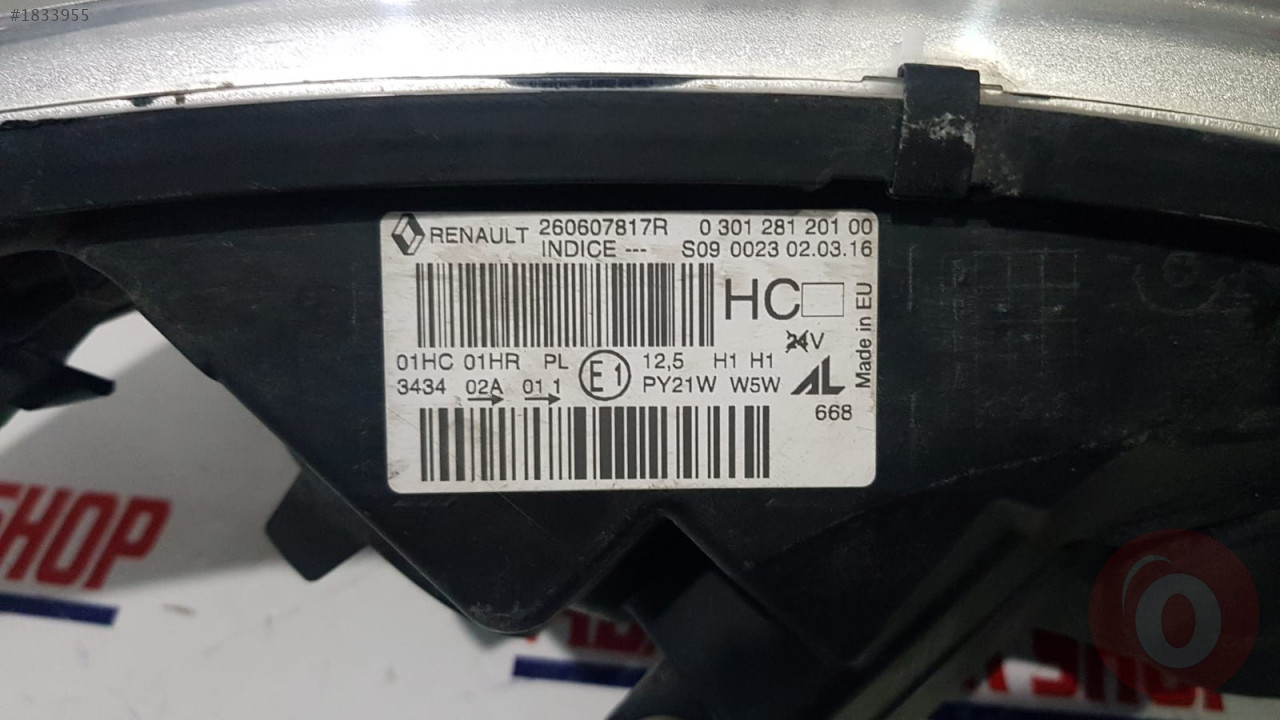 #1833955
RENAULT 260607817R 0 301 281 201 00
INDICE --- S09 0023 02.03.16
HC
24V
Made in EU
01HC 01HR PL E1 12,5 H1 H1
3434 02A 01 1 PY21W W5W AL
668
SHOP
SHOP